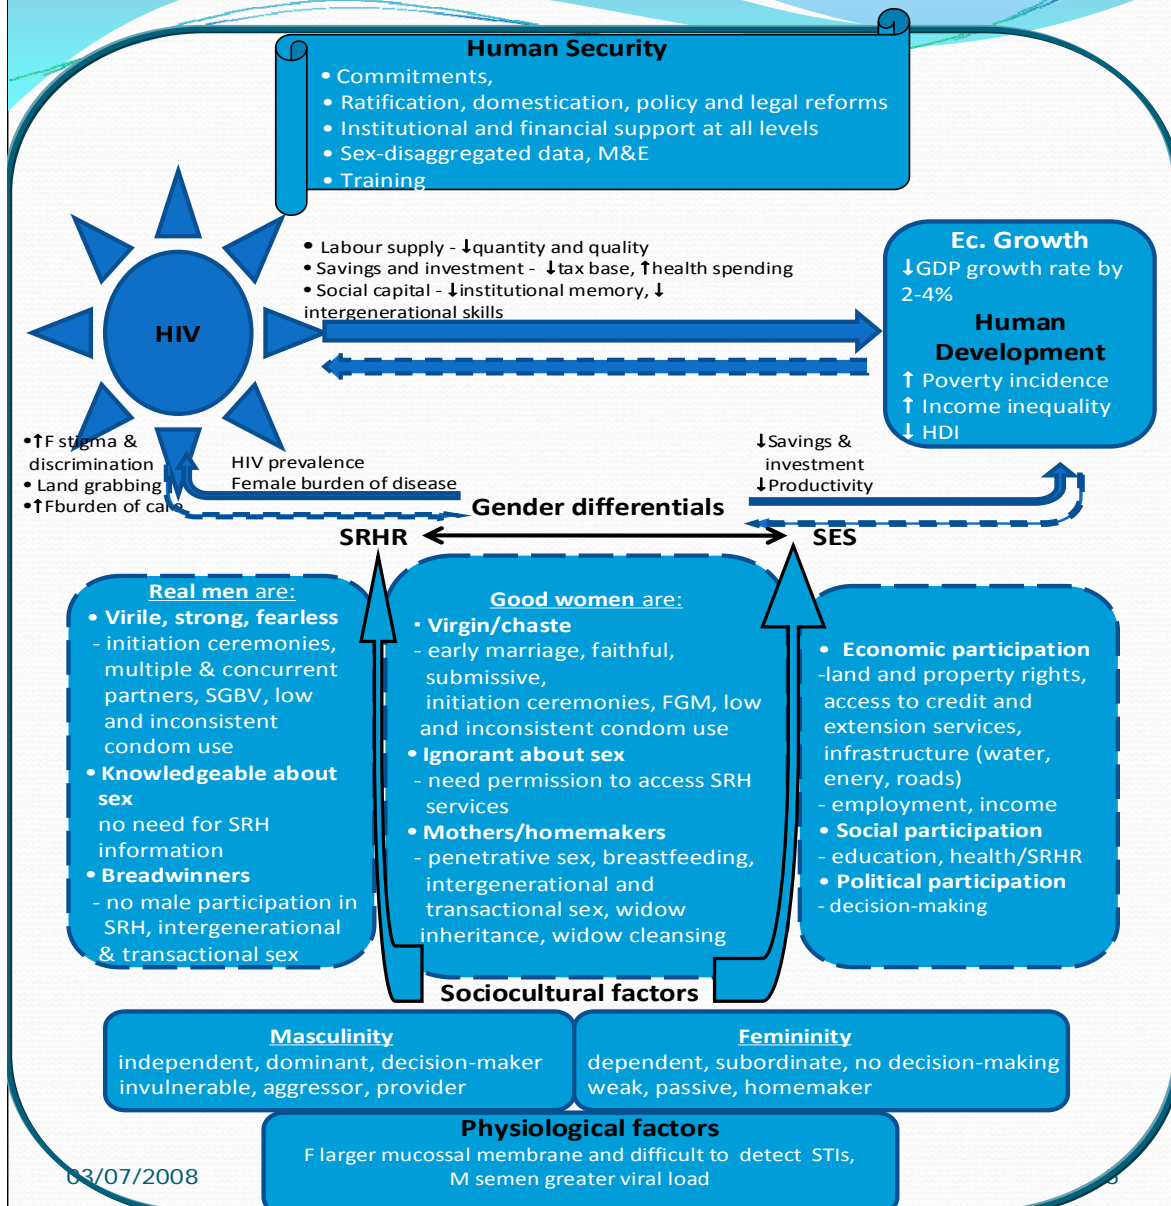 Human Security
• Commitments,
• Ratification, domestication, policy and legal reforms
• Institutional and financial support at all levels
• Sex-disaggregated data, M&E
• Training
• Labour supply - ↓quantity and quality
• Savings and investment - ↓tax base, ↑health spending
• Social capital - ↓institutional memory, ↓
intergenerational skills
HIV
Ec. Growth
↓GDP growth rate by
2-4%
Human
Development
↑ Poverty incidence
↑ Income inequality
↓ HDI
•↑F stigma &
discrimination
• Land grabbing
•↑Fburden of care
HIV prevalence
Female burden of disease
↓Savings &
investment
↓Productivity
Gender differentials
SRHR
SES
Real men are:
• Virile, strong, fearless
- initiation ceremonies,
multiple & concurrent
partners, SGBV, low
and inconsistent
condom use
• Knowledgeable about
sex
no need for SRH
information
• Breadwinners
- no male participation in
SRH, intergenerational
& transactional sex
Good women are:
• Virgin/chaste
- early marriage, faithful,
submissive,
initiation ceremonies, FGM, low
and inconsistent condom use
• Ignorant about sex
- need permission to access SRH
services
• Mothers/homemakers
- penetrative sex, breastfeeding,
intergenerational and
transactional sex, widow
inheritance, widow cleansing
• Economic participation
-land and property rights,
access to credit and
extension services,
infrastructure (water,
enery, roads)
- employment, income
• Social participation
- education, health/SRHR
• Political participation
- decision-making
Sociocultural factors
Masculinity
independent, dominant, decision-maker
invulnerable, aggressor, provider
Femininity
dependent, subordinate, no decision-making
weak, passive, homemaker
Physiological factors
F larger mucossal membrane and difficult to detect STIs,
M semen greater viral load
03/07/2008